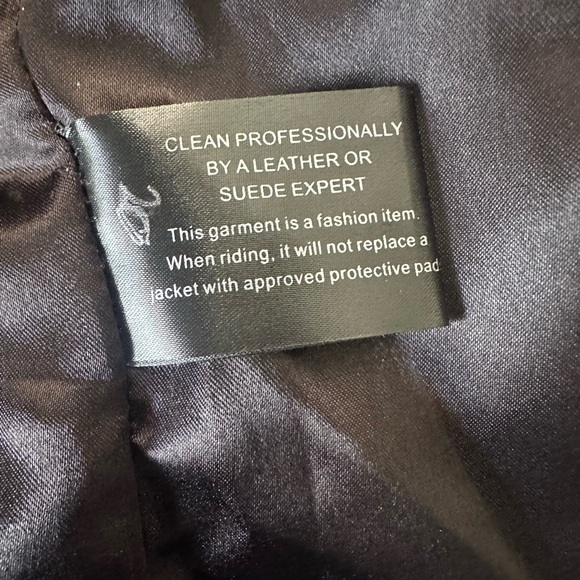 CLEAN PROFESSIONALLY
BY A LEATHER OR
SUEDE EXPERT
This garment is a fashion item.
When riding, it will not replace a
jacket with approved protective pad